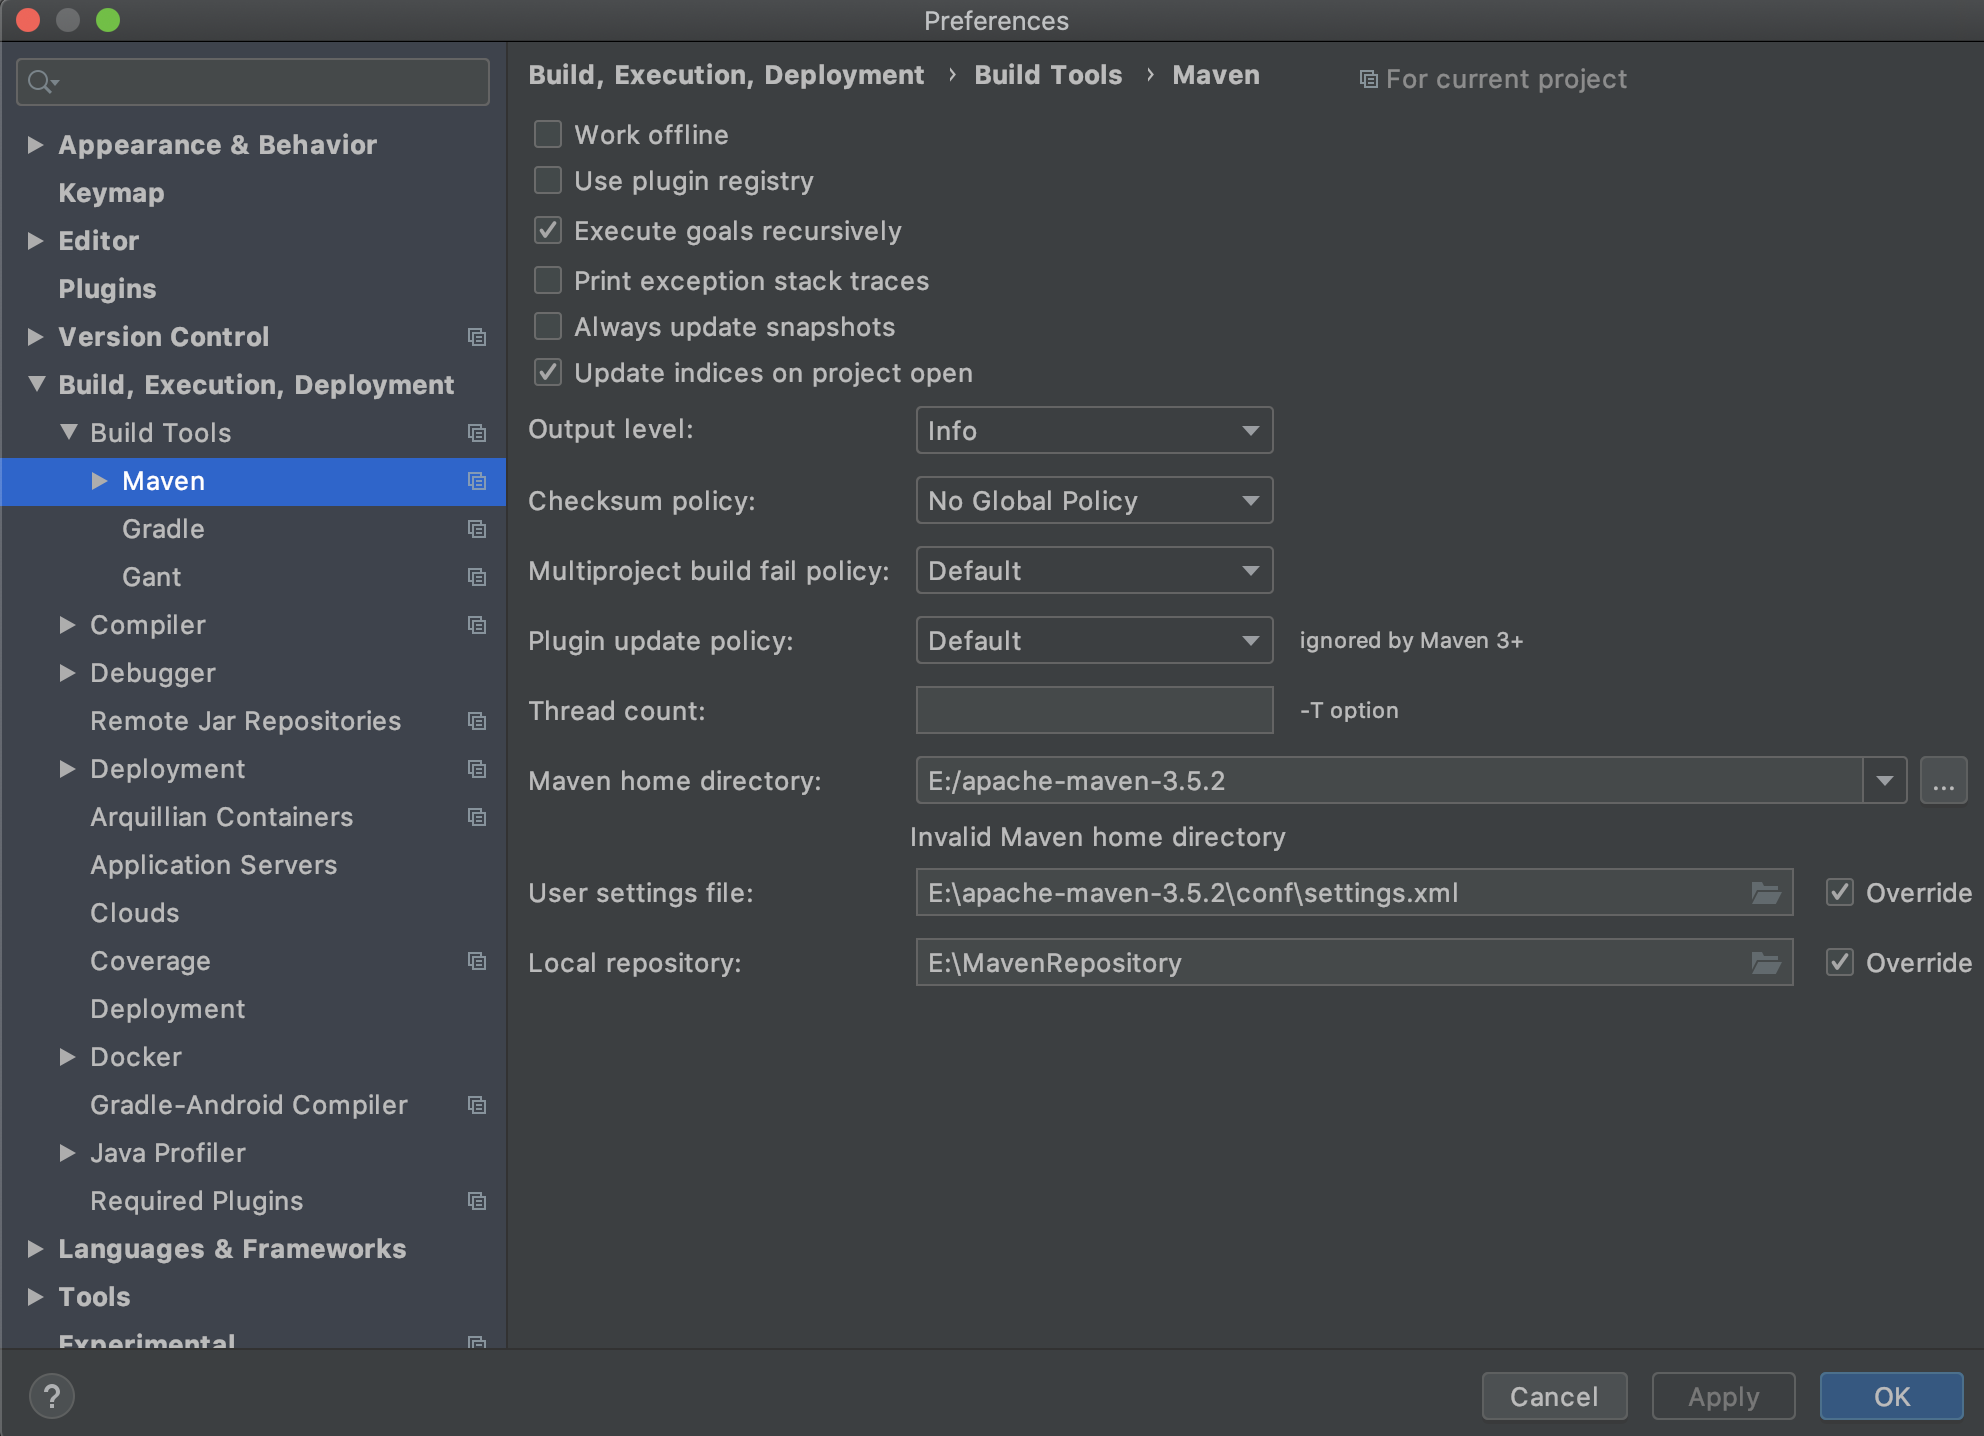 Preferences
Appearance & Behavior
Keymap
Editor
Plugins
Version Control
Build, Execution, Deployment
Build Tools
Maven
Gradle
Gant
Compiler
Debugger
Remote Jar Repositories
Deployment
Arquillian Containers
Application Servers
Clouds
Coverage
Deployment
Docker
Gradle-Android Compiler
Java Profiler
Required Plugins
Languages & Frameworks
Tools
Experimental
Build, Execution, Deployment › Build Tools › Maven For current project
Work offline
Use plugin registry
Execute goals recursively
Print exception stack traces
Always update snapshots
Update indices on project open
Output level: Info
Checksum policy: No Global Policy
Multiproject build fail policy: Default
Plugin update policy: Default ignored by Maven 3+
Thread count: -T option
Maven home directory: E:/apache-maven-3.5.2 ...
Invalid Maven home directory
User settings file: E:\apache-maven-3.5.2\conf\settings.xml Override
Local repository: E:\MavenRepository Override
? Cancel Apply OK